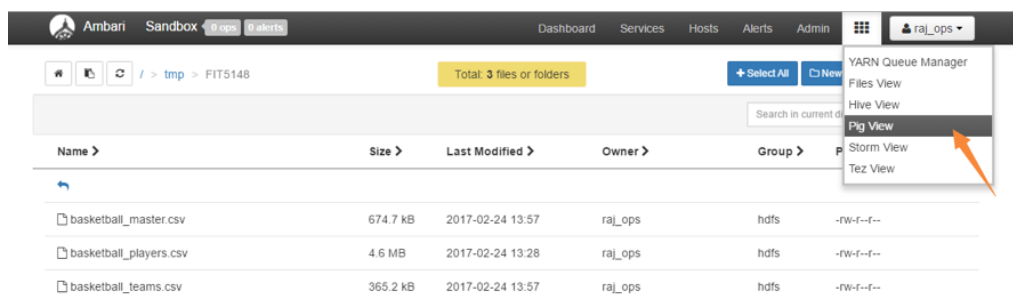 Ambari Sandbox 0 ops 0 alerts Dashboard Services Hosts Alerts Admin raj_ops
/ > tmp > FIT5148 Total: 3 files or folders + Select All New
YARN Queue Manager
Files View
Hive View
Pig View
Storm View
Tez View
Search in current
Name > Size > Last Modified > Owner > Group >
basketball_master.csv 674.7 kB 2017-02-24 13:57 raj_ops hdfs -rw-r--r--
basketball_players.csv 4.6 MB 2017-02-24 13:28 raj_ops hdfs -rw-r--r--
basketball_teams.csv 365.2 kB 2017-02-24 13:57 raj_ops hdfs -rw-r--r--